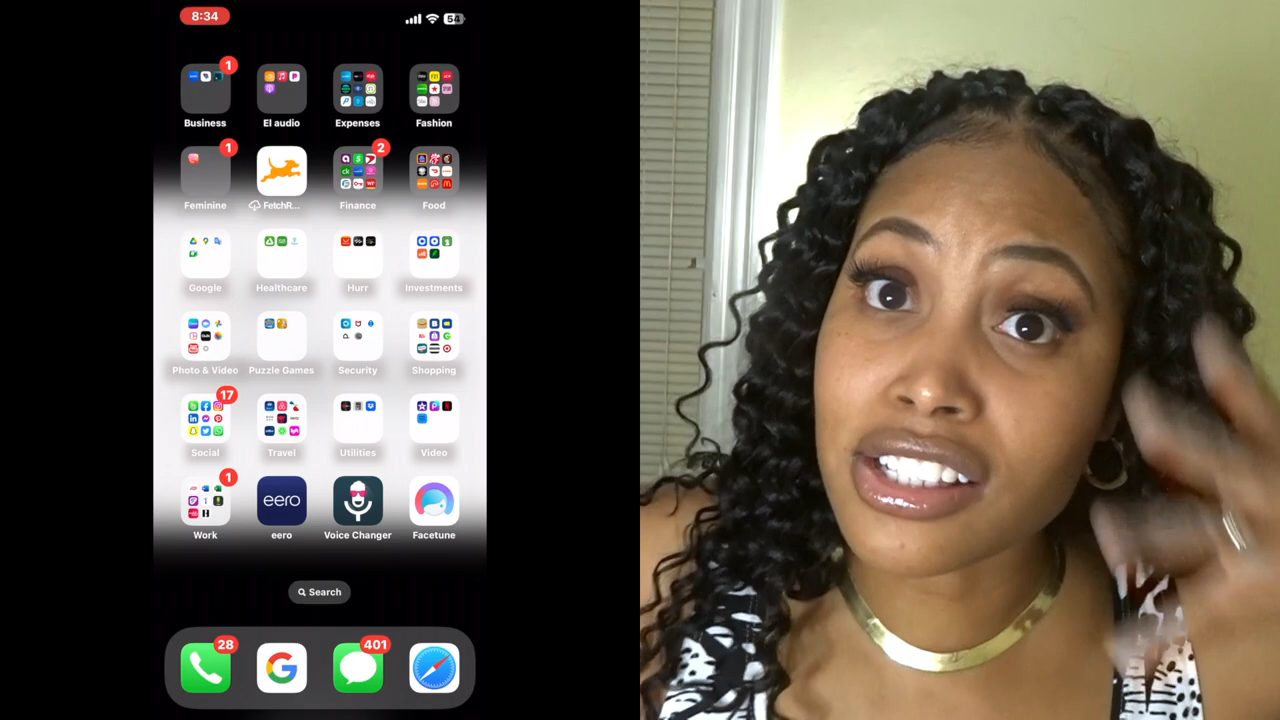 8:34
54
1
Business
El audio
Expenses
Fashion
1
2
Feminine
FetchR...
Finance
Food
Google
Healthcare
Hurr
Investments
Photo & Video
Puzzle Games
Security
Shopping
17
Social
Travel
Utilities
Video
1
eero
Work
eero
Voice Changer
Facetune
Search
28
401
G